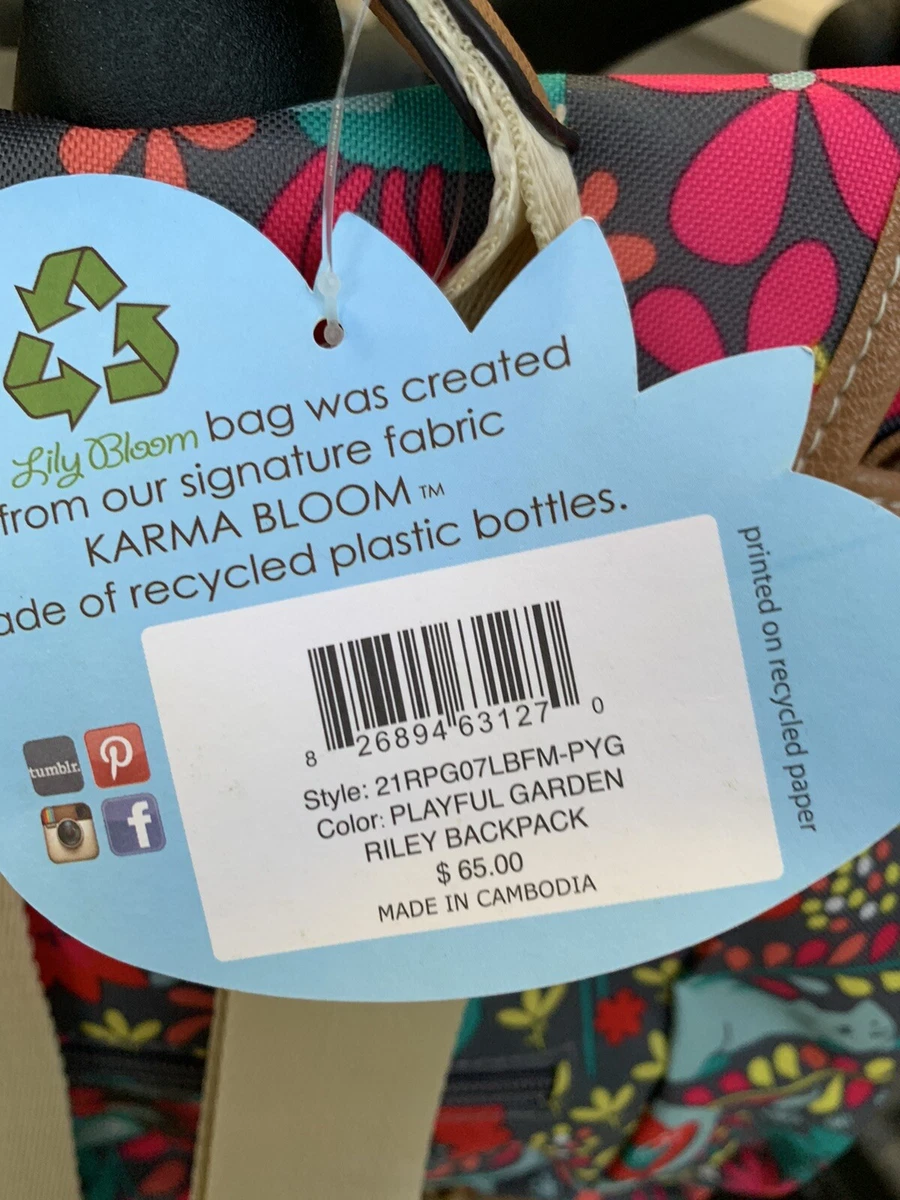 Lily Bloom bag was created
from our signature fabric
KARMA BLOOM™
ade of recycled plastic bottles.
printed on recycled paper
8 26894 63127 0
Style: 21RPG07LBFM-PYG
Color: PLAYFUL GARDEN
RILEY BACKPACK
$ 65.00
MADE IN CAMBODIA
tumblr.